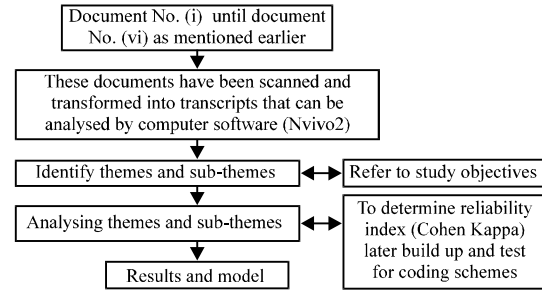 Document No. (i) until document
No. (vi) as mentioned earlier
These documents have been scanned and
transformed into transcripts that can be
analysed by computer software (Nvivo2)
Identify themes and sub-themes
Refer to study objectives
Analysing themes and sub-themes
To determine reliability
index (Cohen Kappa)
later build up and test
for coding schemes
Results and model